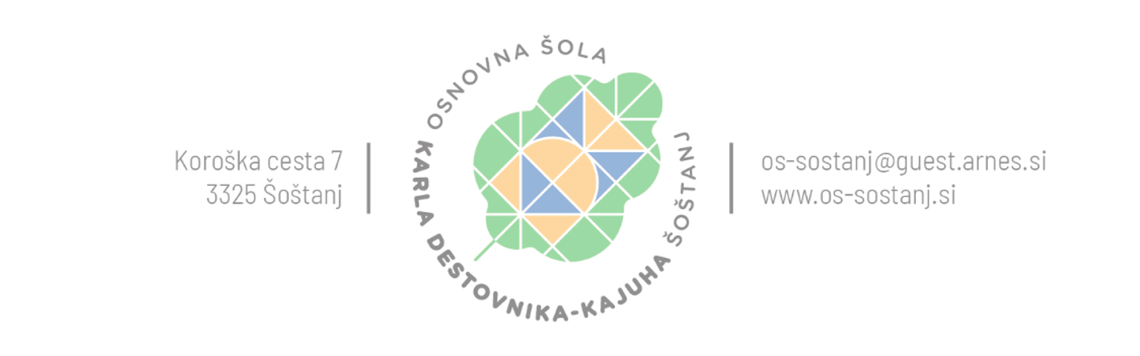 Koroška cesta 7
3325 Šoštanj
OSNOVNA ŠOLA
KARLA DESTOVNIKA-KAJUHA ŠOŠTANJ
os-sostanj@guest.arnes.si
www.os-sostanj.si